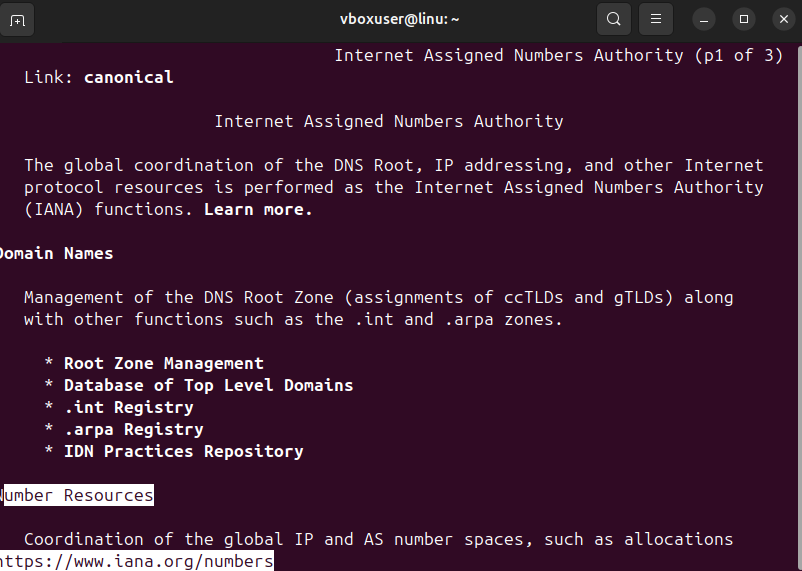 vboxuser@linu: ~
Internet Assigned Numbers Authority (p1 of 3)
Link: canonical
Internet Assigned Numbers Authority
The global coordination of the DNS Root, IP addressing, and other Internet
protocol resources is performed as the Internet Assigned Numbers Authority
(IANA) functions. Learn more.
Domain Names
Management of the DNS Root Zone (assignments of ccTLDs and gTLDs) along
with other functions such as the .int and .arpa zones.
* Root Zone Management
* Database of Top Level Domains
* .int Registry
* .arpa Registry
* IDN Practices Repository
Number Resources
Coordination of the global IP and AS number spaces, such as allocations
https://www.iana.org/numbers